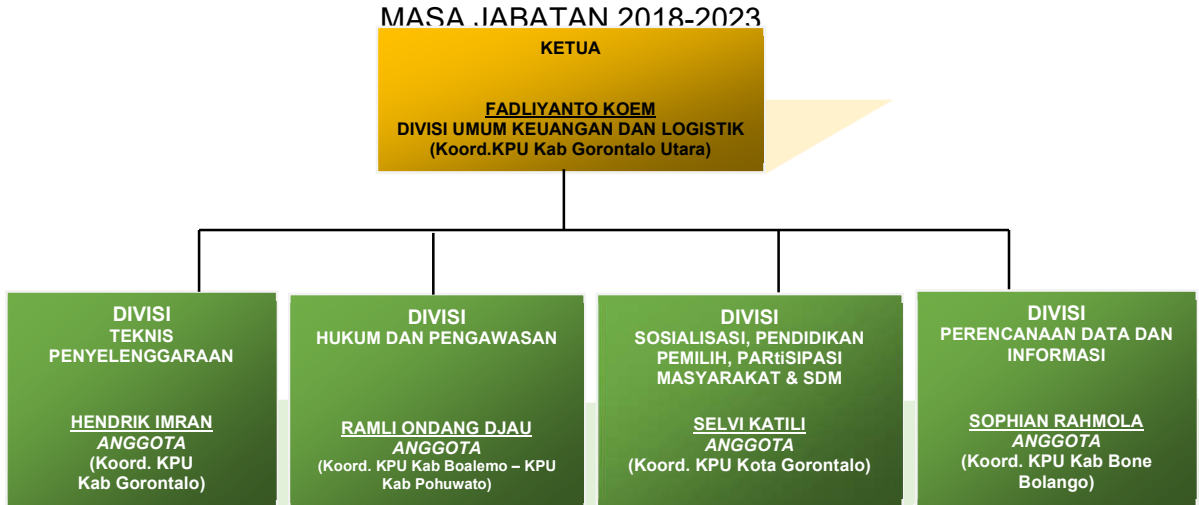 MASA JABATAN 2018-2023
KETUA
FADLIYANTO KOEM
DIVISI UMUM KEUANGAN DAN LOGISTIK
(Koord.KPU Kab Gorontalo Utara)
DIVISI
TEKNIS
PENYELENGGARAAN
HENDRIK IMRAN
ANGGOTA
(Koord. KPU
Kab Gorontalo)
DIVISI
HUKUM DAN PENGAWASAN
RAMLI ONDANG DJAU
ANGGOTA
(Koord. KPU Kab Boalemo – KPU
Kab Pohuwato)
DIVISI
SOSIALISASI, PENDIDIKAN
PEMILIH, PARtiSIPASI
MASYARAKAT & SDM
SELVI KATILI
ANGGOTA
(Koord. KPU Kota Gorontalo)
DIVISI
PERENCANAAN DATA DAN
INFORMASI
SOPHIAN RAHMOLA
ANGGOTA
(Koord. KPU Kab Bone
Bolango)